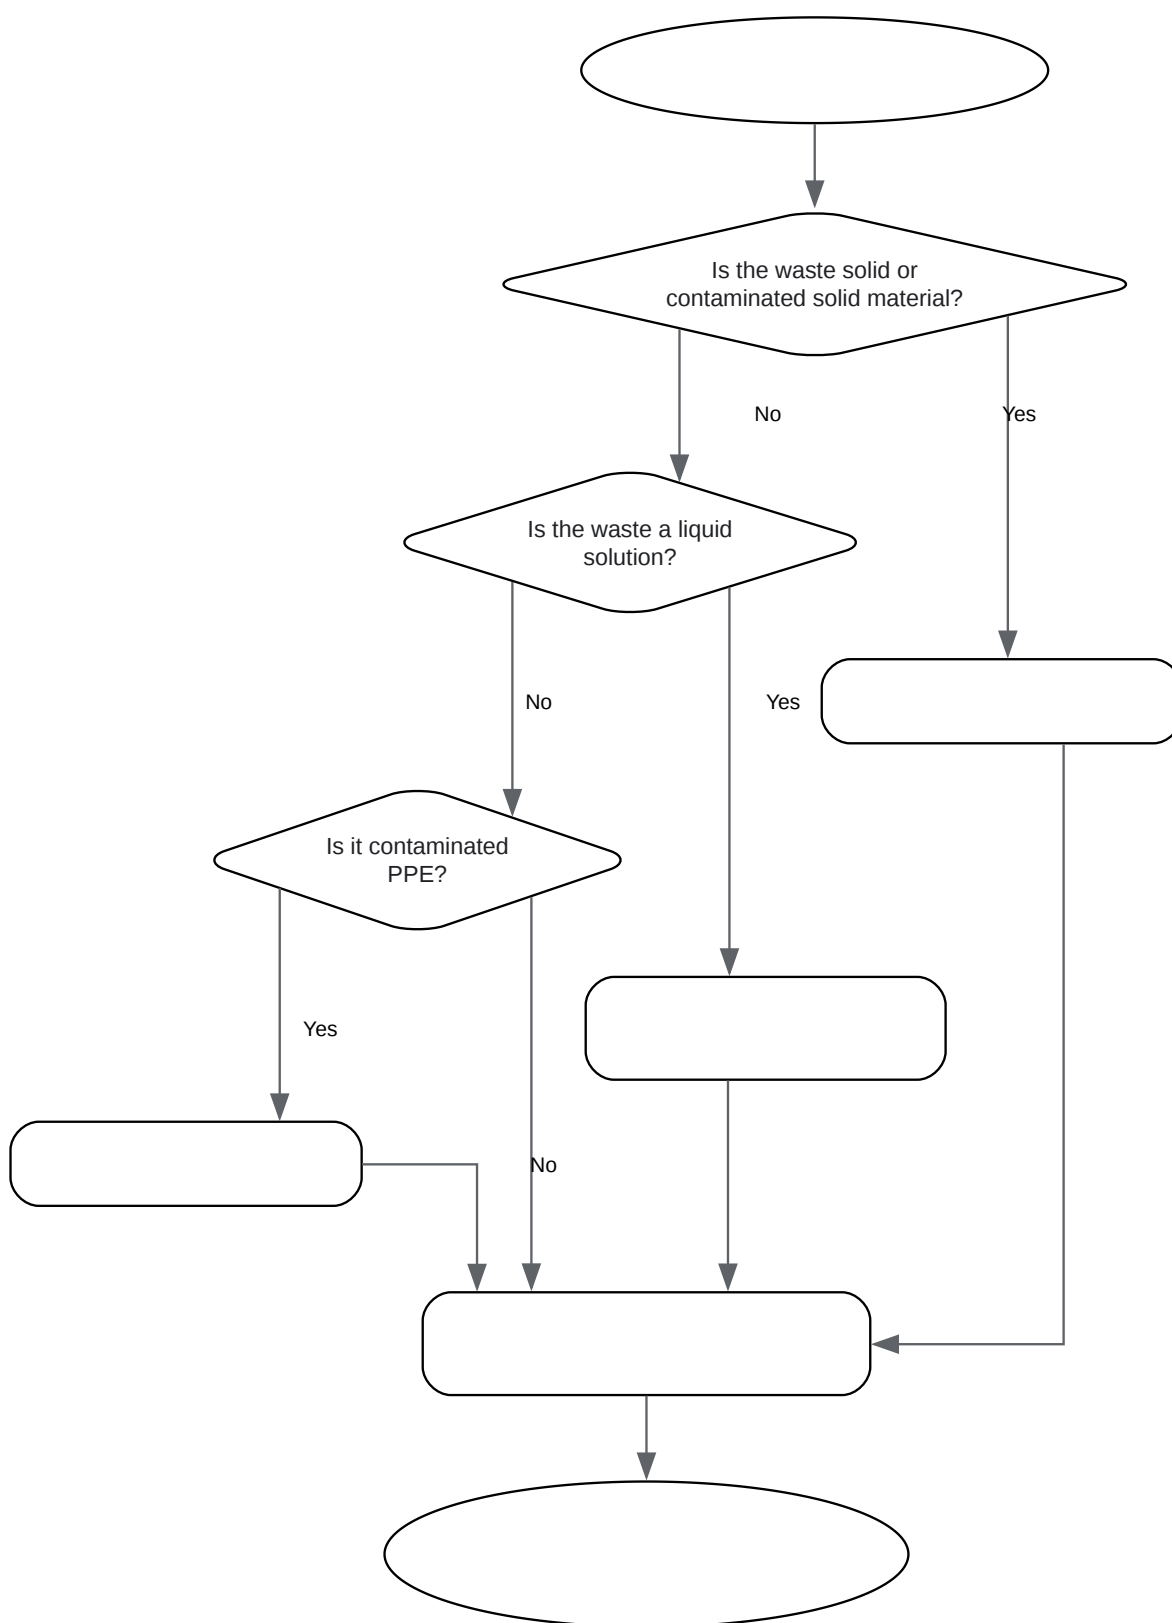 Is the waste solid or
contaminated solid material?
No
Yes
Is the waste a liquid
solution?
No
Yes
Is it contaminated
PPE?
Yes
No